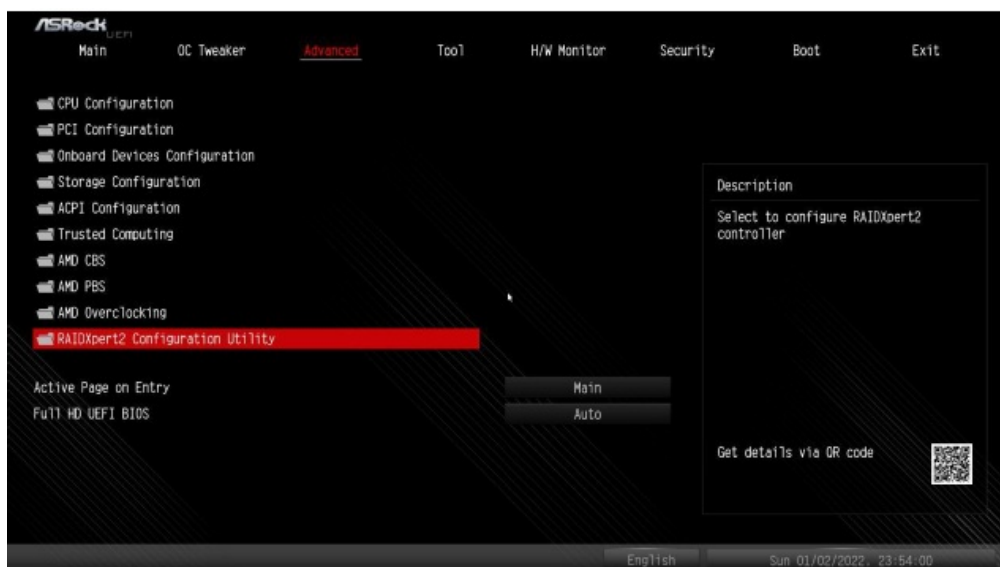 ASRock
UEFI
Main OC Tweaker Advanced Tool H/W Monitor Security Boot Exit
CPU Configuration
PCI Configuration
Onboard Devices Configuration
Storage Configuration
ACPI Configuration
Trusted Computing
AMD CBS
AMD PBS
AMD Overclocking
RAIDXpert2 Configuration Utility
Active Page on Entry Main
Full HD UEFI BIOS Auto
Description
Select to configure RAIDXpert2
controller
Get details via QR code
English Sun 01/02/2022, 23:54:00